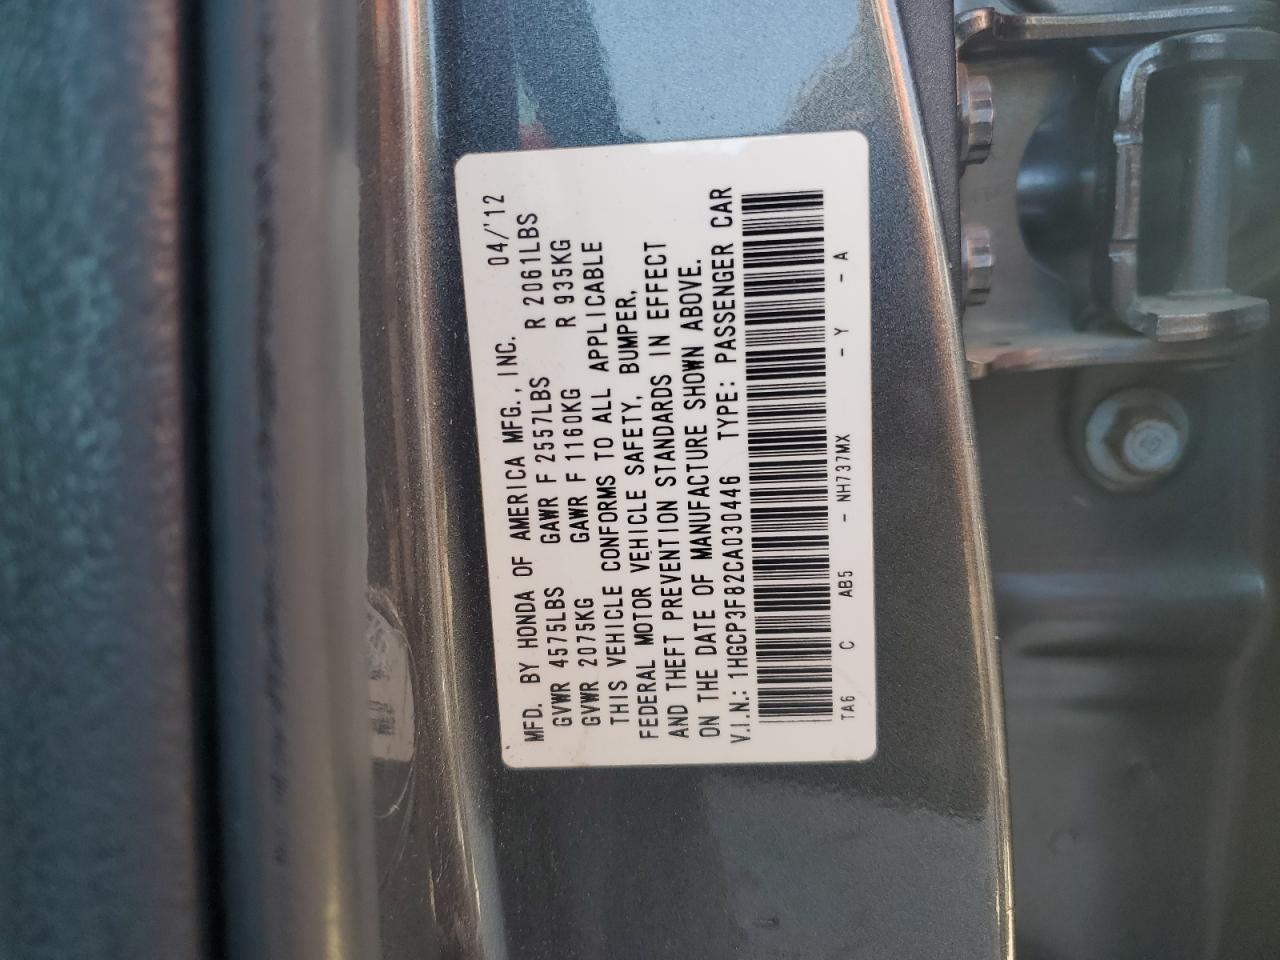 MFD. BY HONDA OF AMERICA MFG., INC. 04/'12
GVWR 4575LBS GAWR F 2557LBS R 2061LBS
GVWR 2075KG GAWR F 1160KG R 935KG
THIS VEHICLE CONFORMS TO ALL APPLICABLE
FEDERAL MOTOR VEHICLE SAFETY, BUMPER,
AND THEFT PREVENTION STANDARDS IN EFFECT
ON THE DATE OF MANUFACTURE SHOWN ABOVE.
V.I.N.: 1HGCP3F82CA030446 TYPE: PASSENGER CAR
TA6 C AB5 - NH737MX - Y - A